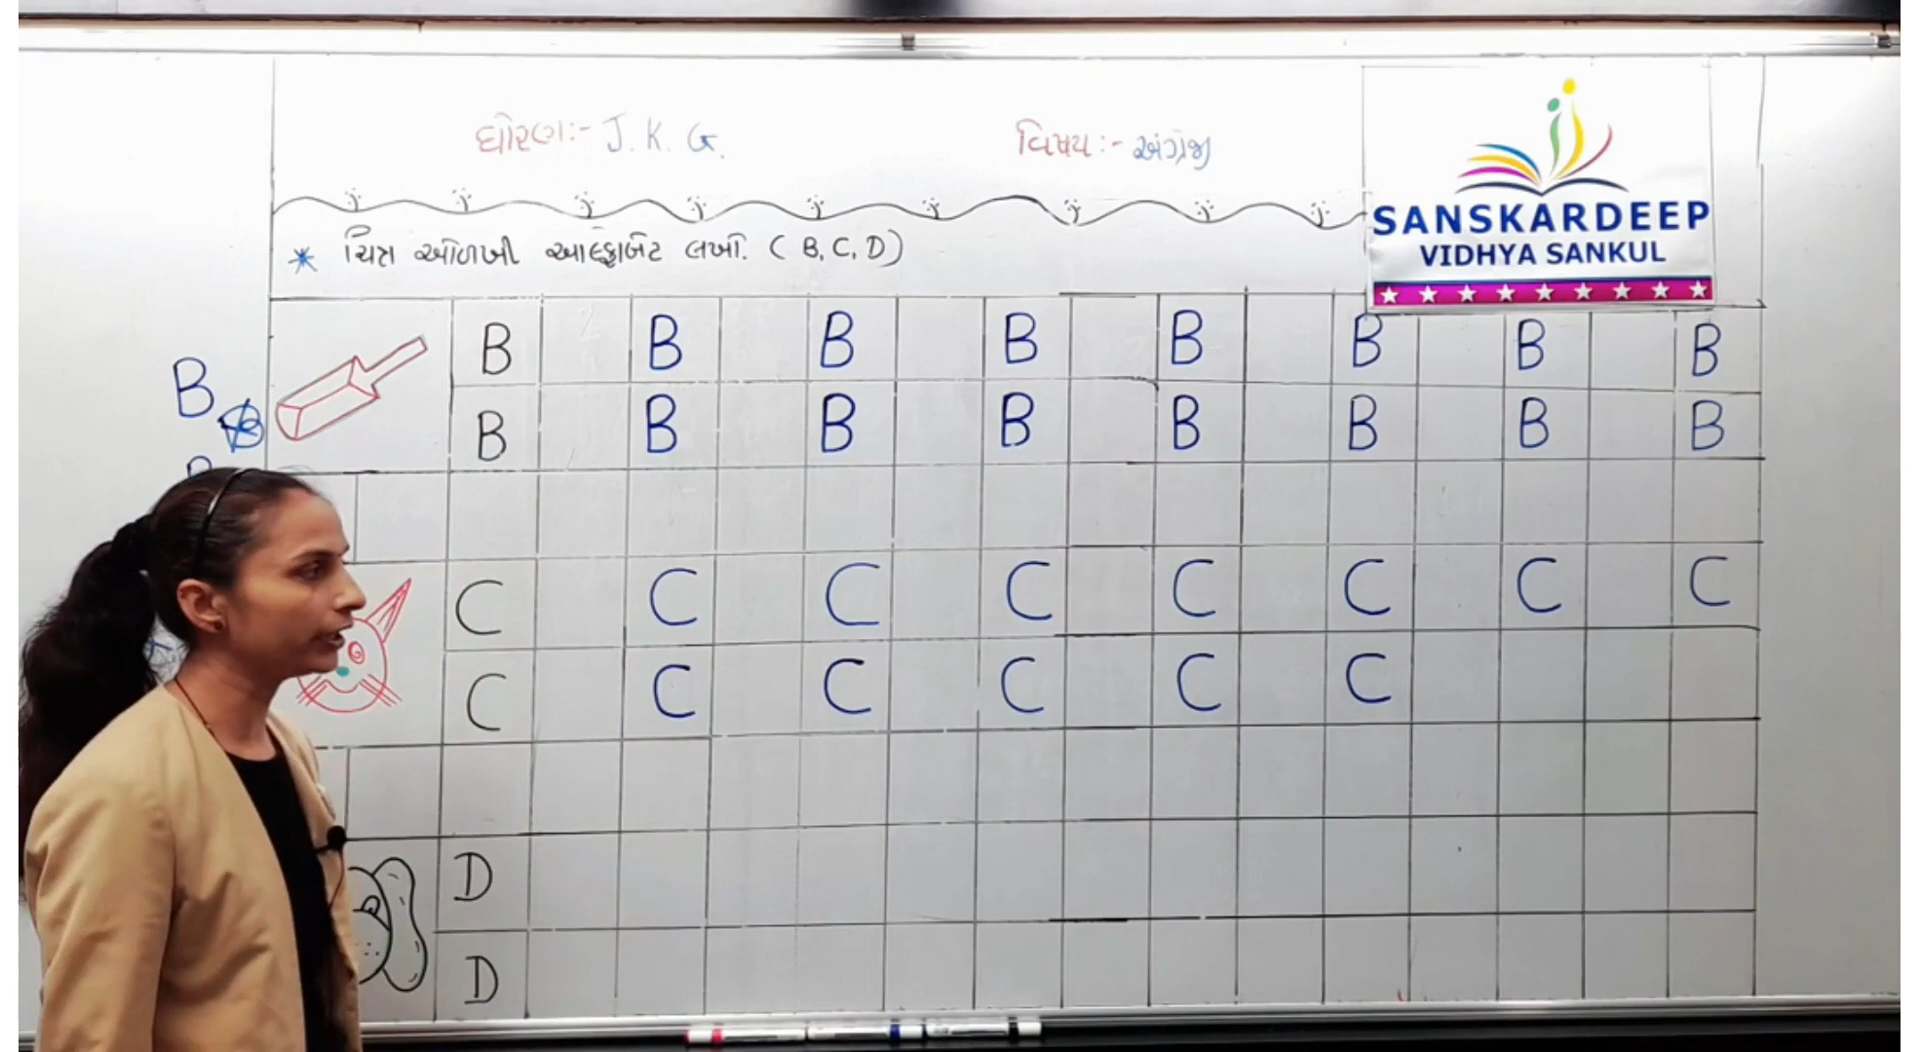 ધોરણ:- J. K. G. વિષય:- અંગ્રેજી
SANSKARDEEP
VIDHYA SANKUL
* ચિત્ર ઓળખી આલ્ફાબેટ લખો. ( B, C, D )
B B B B B B B B
B
B B B B B B B B
C C C C C C C C
C C C C C C
D
D